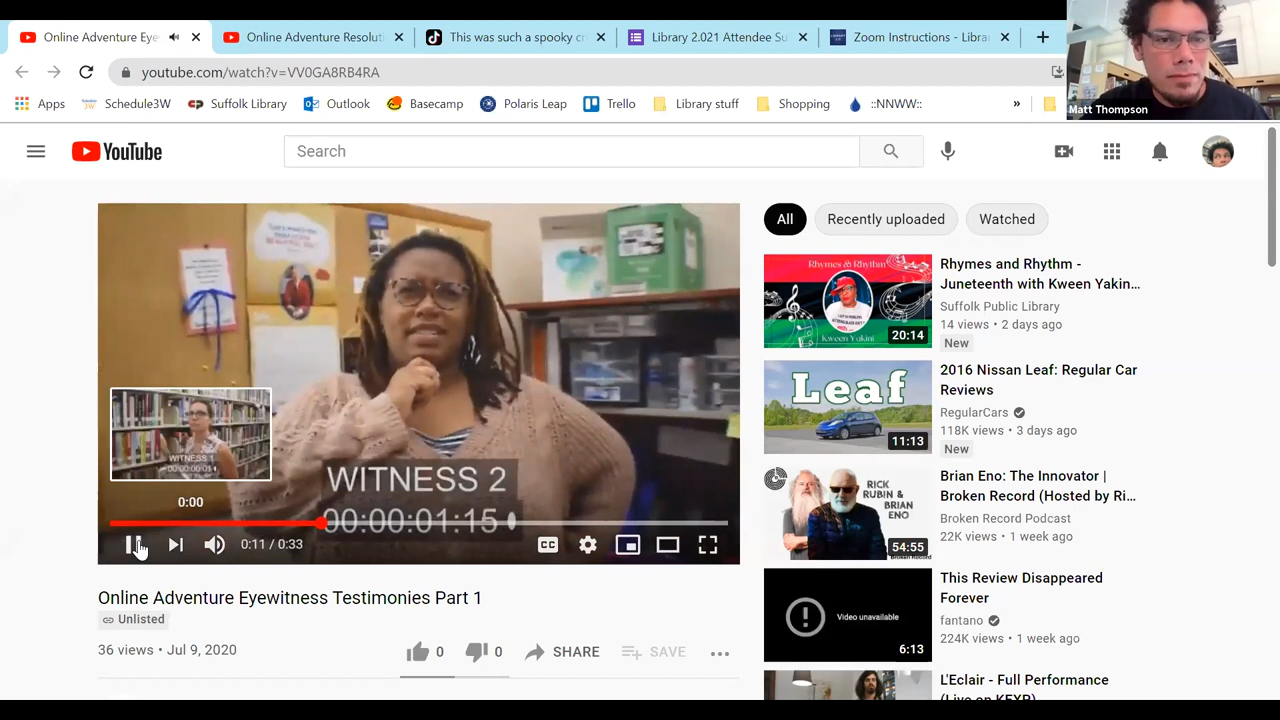 Online Adventure Eye
Online Adventure Resoluti
This was such a spooky c
Library 2.021 Attendee Su
Zoom Instructions - Libra
youtube.com/watch?v=VV0GA8RB4RA
Apps
Schedule3W
Suffolk Library
Outlook
Basecamp
Polaris Leap
Trello
Library stuff
Shopping
::NNWW::
»
Matt Thompson
YouTube
Search
All
Recently uploaded
Watched
WITNESS 2
00:00:01:15
WITNESS 1
0:00
0:11 / 0:33
CC
Online Adventure Eyewitness Testimonies Part 1
Unlisted
36 views • Jul 9, 2020
0
0
SHARE
SAVE
Rhymes & Rhythm
Kween Yakini
20:14
Rhymes and Rhythm -
Juneteenth with Kween Yakin...
Suffolk Public Library
14 views • 2 days ago
New
Leaf
11:13
2016 Nissan Leaf: Regular Car
Reviews
RegularCars
118K views • 3 days ago
New
RICK
RUBIN &
BRIAN
ENO
54:55
Brian Eno: The Innovator |
Broken Record (Hosted by Ri...
Broken Record Podcast
22K views • 1 week ago
Video unavailable
6:13
This Review Disappeared
Forever
fantano
224K views • 1 week ago
L'Eclair - Full Performance
(Live on KEXP)